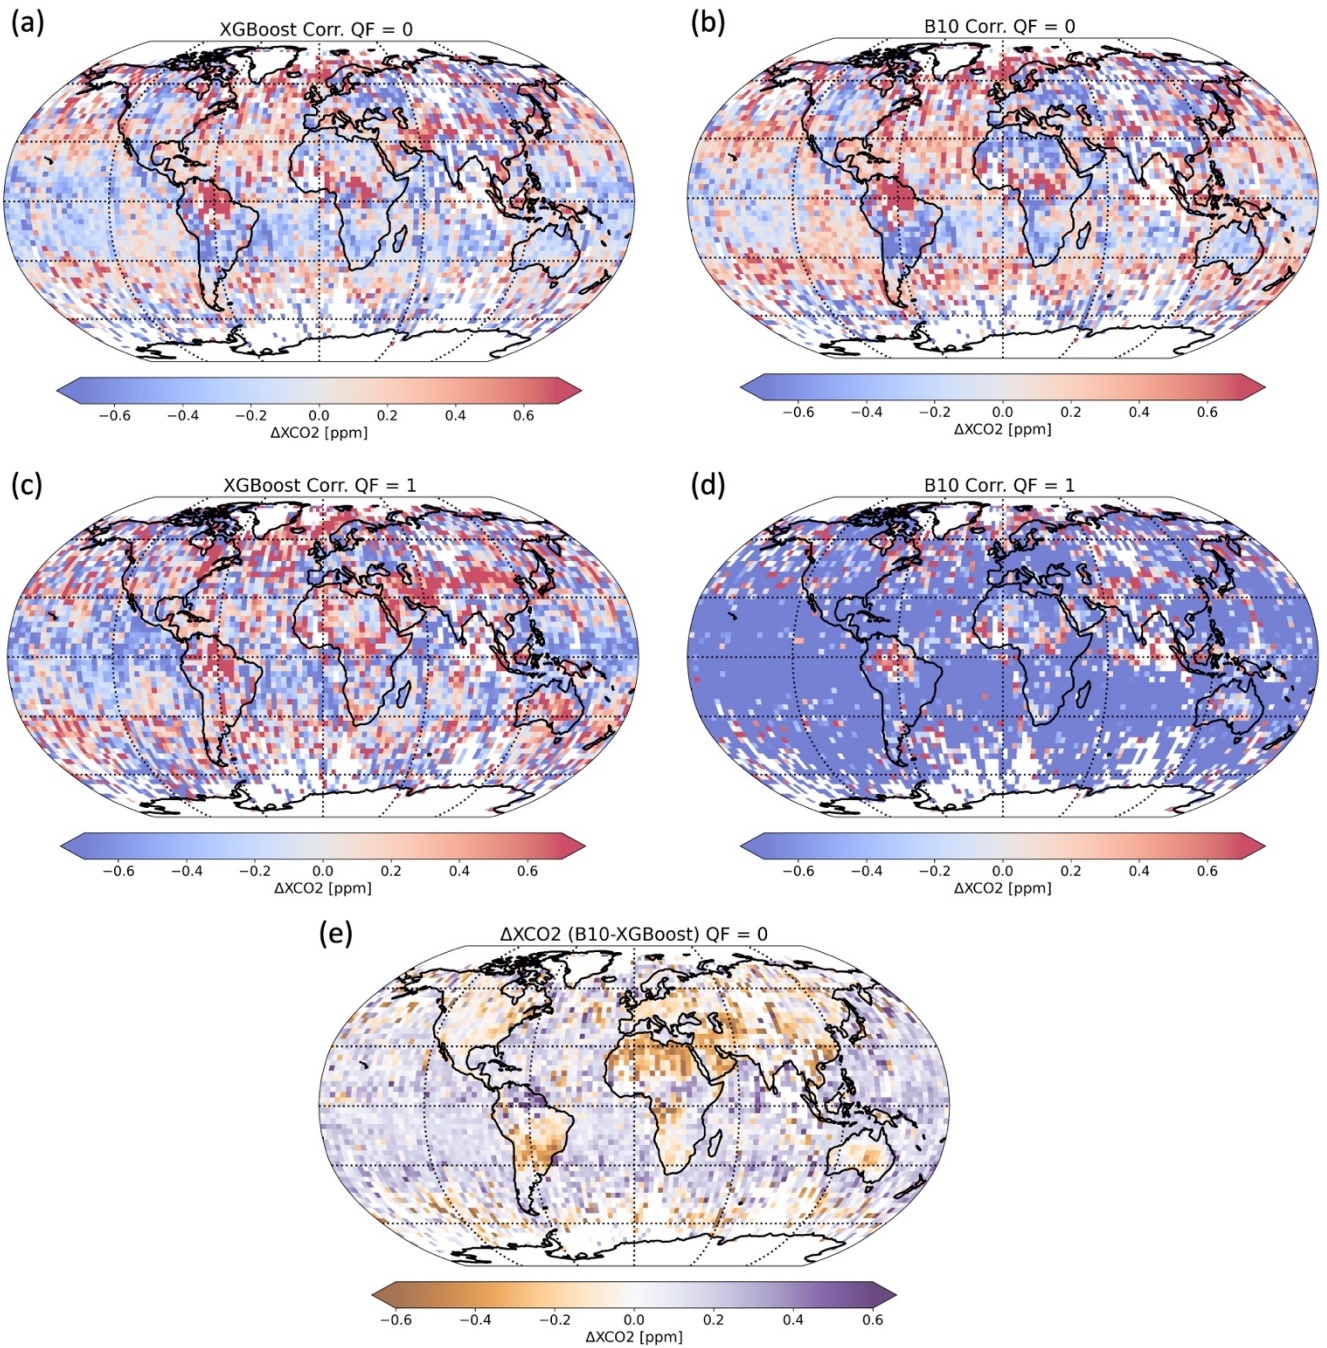 (a)
XGBoost Corr. QF = 0
−0.6 −0.4 −0.2 0.0 0.2 0.4 0.6
ΔXCO2 [ppm]
(b)
B10 Corr. QF = 0
−0.6 −0.4 −0.2 0.0 0.2 0.4 0.6
ΔXCO2 [ppm]
(c)
XGBoost Corr. QF = 1
−0.6 −0.4 −0.2 0.0 0.2 0.4 0.6
ΔXCO2 [ppm]
(d)
B10 Corr. QF = 1
−0.6 −0.4 −0.2 0.0 0.2 0.4 0.6
ΔXCO2 [ppm]
(e)
ΔXCO2 (B10-XGBoost) QF = 0
−0.6 −0.4 −0.2 0.0 0.2 0.4 0.6
ΔXCO2 [ppm]